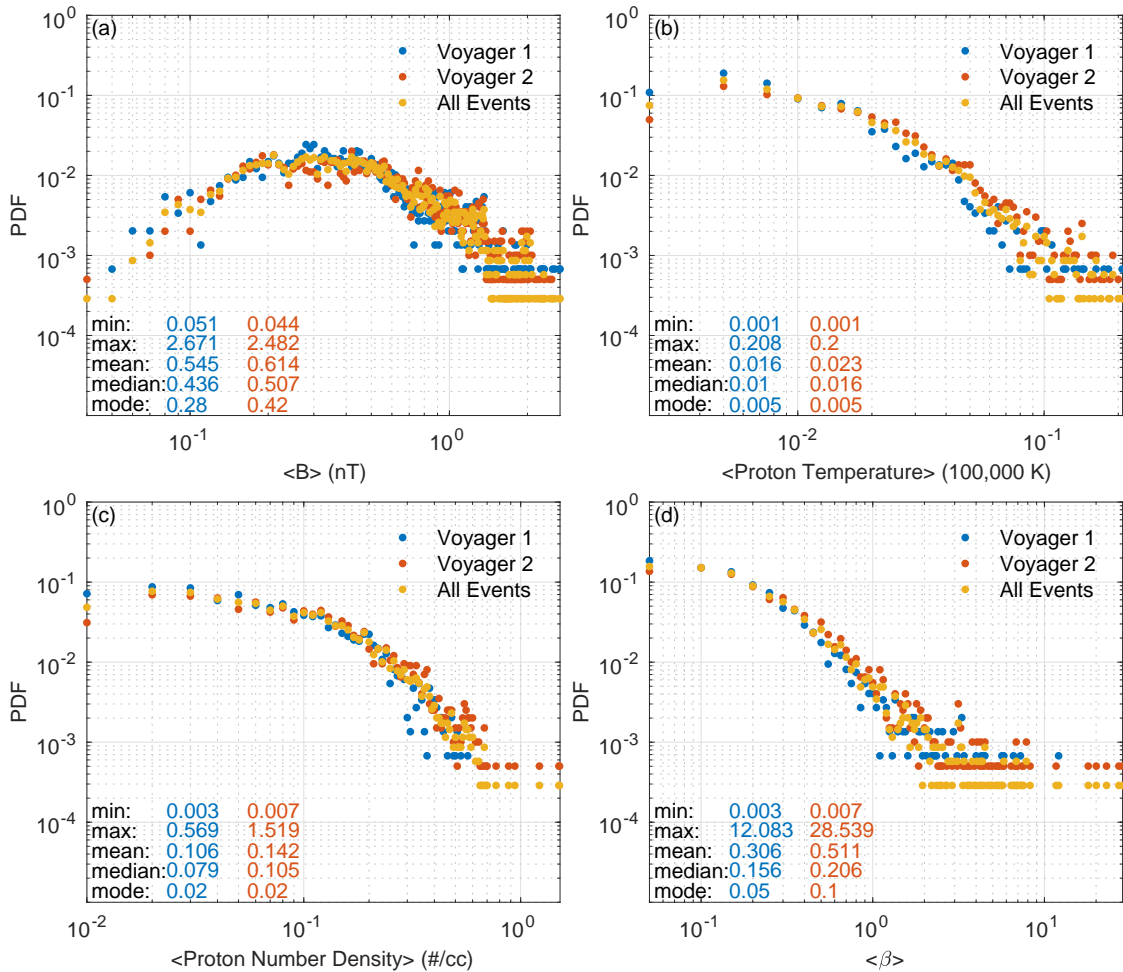 (a)
Voyager 1
Voyager 2
All Events
10^0
10^-1
10^-2
10^-3
10^-4
PDF
min: 0.051 0.044
max: 2.671 2.482
mean: 0.545 0.614
median: 0.436 0.507
mode: 0.28 0.42
10^-1 10^0
<B> (nT)
(b)
Voyager 1
Voyager 2
All Events
10^0
10^-1
10^-2
10^-3
10^-4
PDF
min: 0.001 0.001
max: 0.208 0.2
mean: 0.016 0.023
median: 0.01 0.016
mode: 0.005 0.005
10^-2 10^-1
<Proton Temperature> (100,000 K)
(c)
Voyager 1
Voyager 2
All Events
10^0
10^-1
10^-2
10^-3
10^-4
PDF
min: 0.003 0.007
max: 0.569 1.519
mean: 0.106 0.142
median: 0.079 0.105
mode: 0.02 0.02
10^-2 10^-1 10^0
<Proton Number Density> (#/cc)
(d)
Voyager 1
Voyager 2
All Events
10^0
10^-1
10^-2
10^-3
10^-4
PDF
min: 0.003 0.007
max: 12.083 28.539
mean: 0.306 0.511
median: 0.156 0.206
mode: 0.05 0.1
10^-1 10^0 10^1
<β>